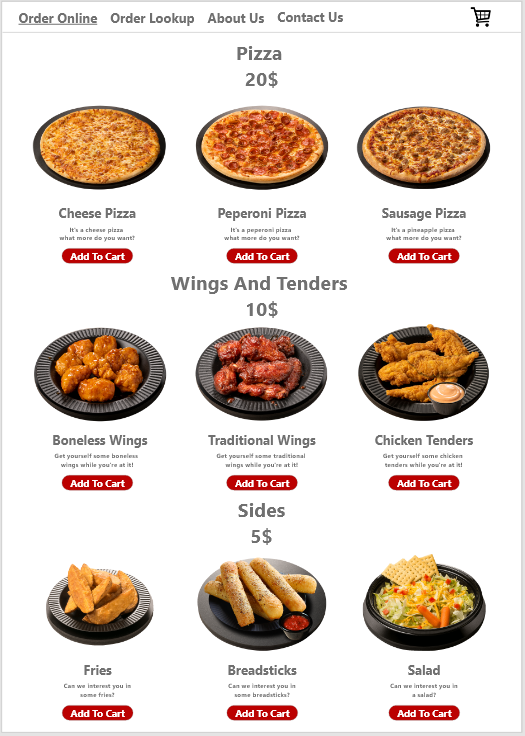 Order Online Order Lookup About Us Contact Us
Pizza
20$
Cheese Pizza Peperoni Pizza Sausage Pizza
It's a cheese pizza It's a peperoni pizza It's a pineapple pizza
what more do you want? what more do you want? what more do you want?
Add To Cart Add To Cart Add To Cart
Wings And Tenders
10$
Boneless Wings Traditional Wings Chicken Tenders
Get yourself some boneless Get yourself some traditional Get yourself some chicken
wings while you're at it! wings while you're at it! tenders while you're at it!
Add To Cart Add To Cart Add To Cart
Sides
5$
Fries Breadsticks Salad
Can we interest you in Can we interest you in Can we interest you in
some fries? some breadsticks? a salad?
Add To Cart Add To Cart Add To Cart